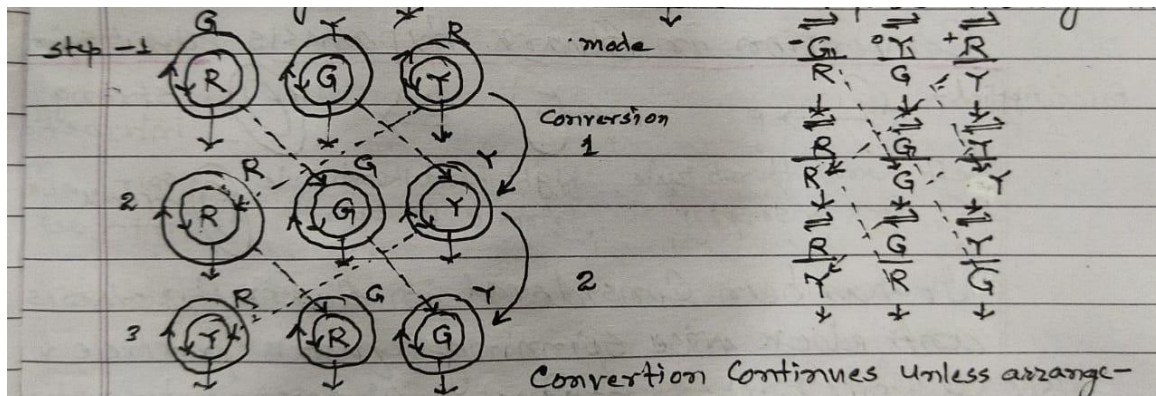 G Y R
step -1 R G Y mode -G °Y +R
R G Y
Conversion
1
R G Y R G Y
2 R G Y R G Y
2 R G Y
R G Y Y R G
3 Y R G
Convertion Continues unless arrange-